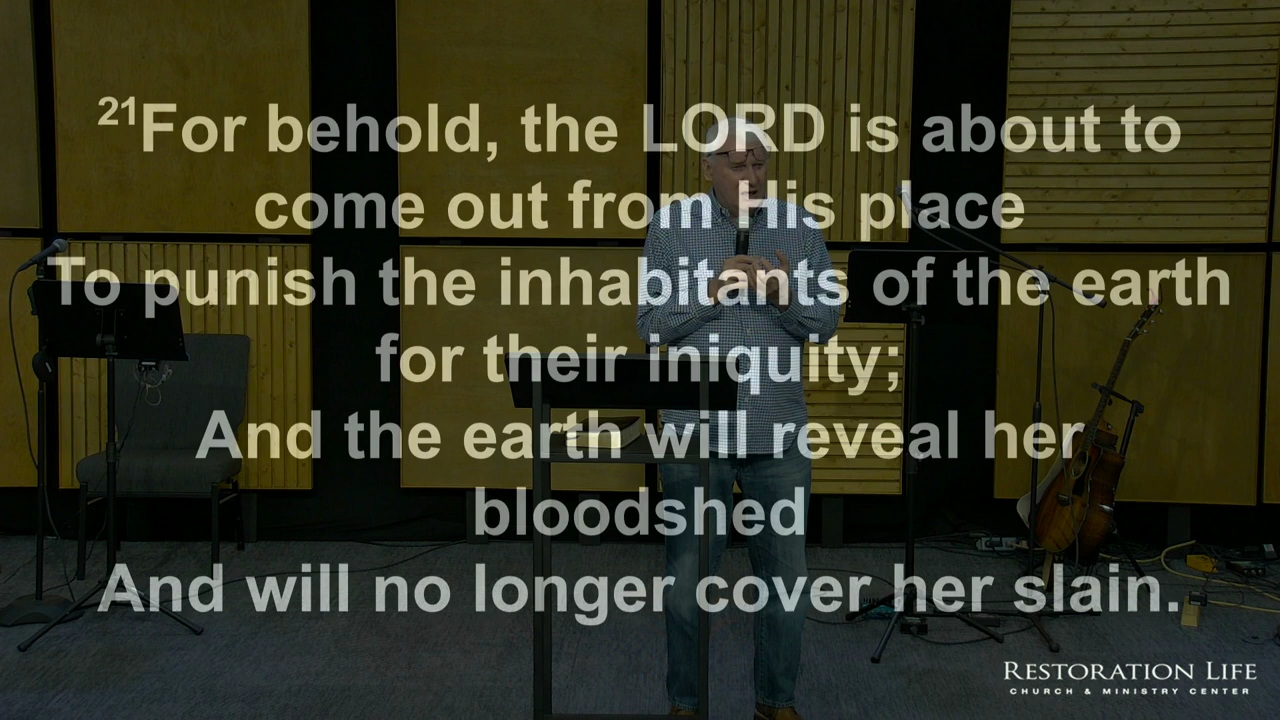 21For behold, the LORD is about to
come out from His place
To punish the inhabitants of the earth
for their iniquity;
And the earth will reveal her
bloodshed
And will no longer cover her slain.
RESTORATION LIFE
CHURCH & MINISTRY CENTER